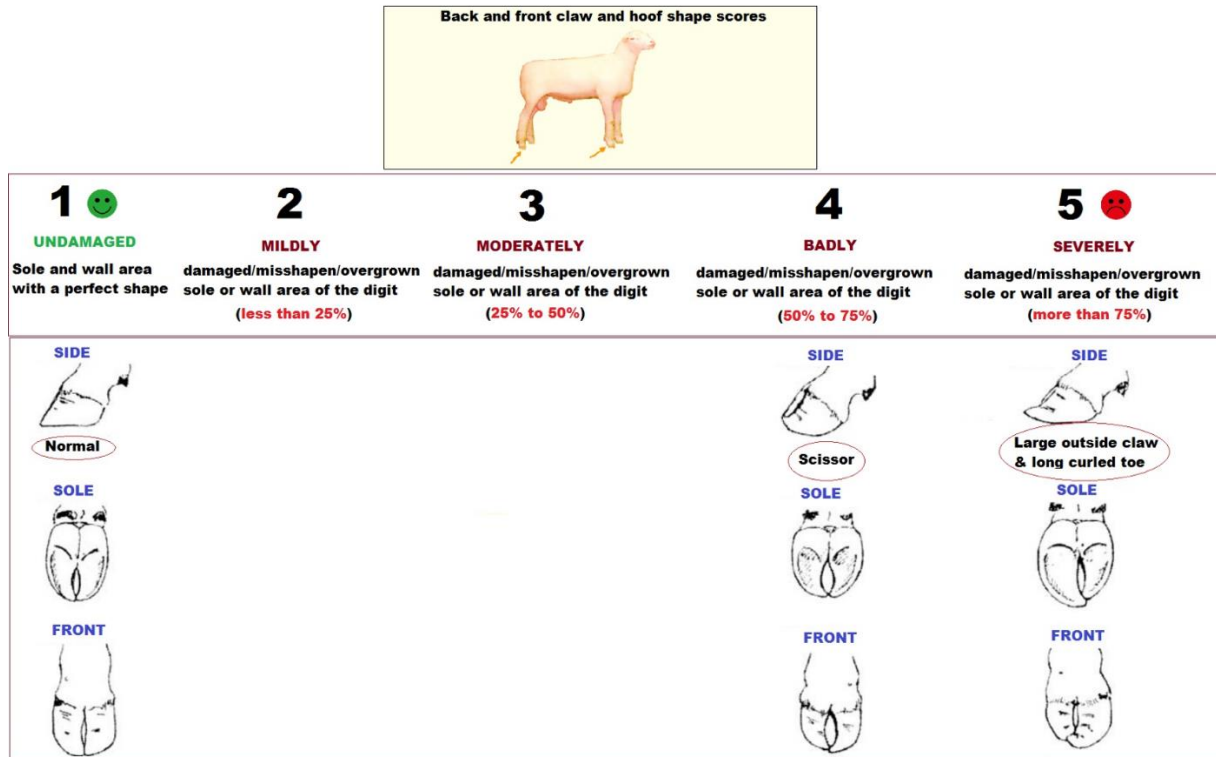 Back and front claw and hoof shape scores
1
UNDAMAGED
Sole and wall area
with a perfect shape
2
MILDLY
damaged/misshapen/overgrown
sole or wall area of the digit
(less than 25%)
3
MODERATELY
damaged/misshapen/overgrown
sole or wall area of the digit
(25% to 50%)
4
BADLY
damaged/misshapen/overgrown
sole or wall area of the digit
(50% to 75%)
5
SEVERELY
damaged/misshapen/overgrown
sole or wall area of the digit
(more than 75%)
SIDE
Normal
SOLE
FRONT
SIDE
Scissor
SOLE
FRONT
SIDE
Large outside claw
& long curled toe
SOLE
FRONT